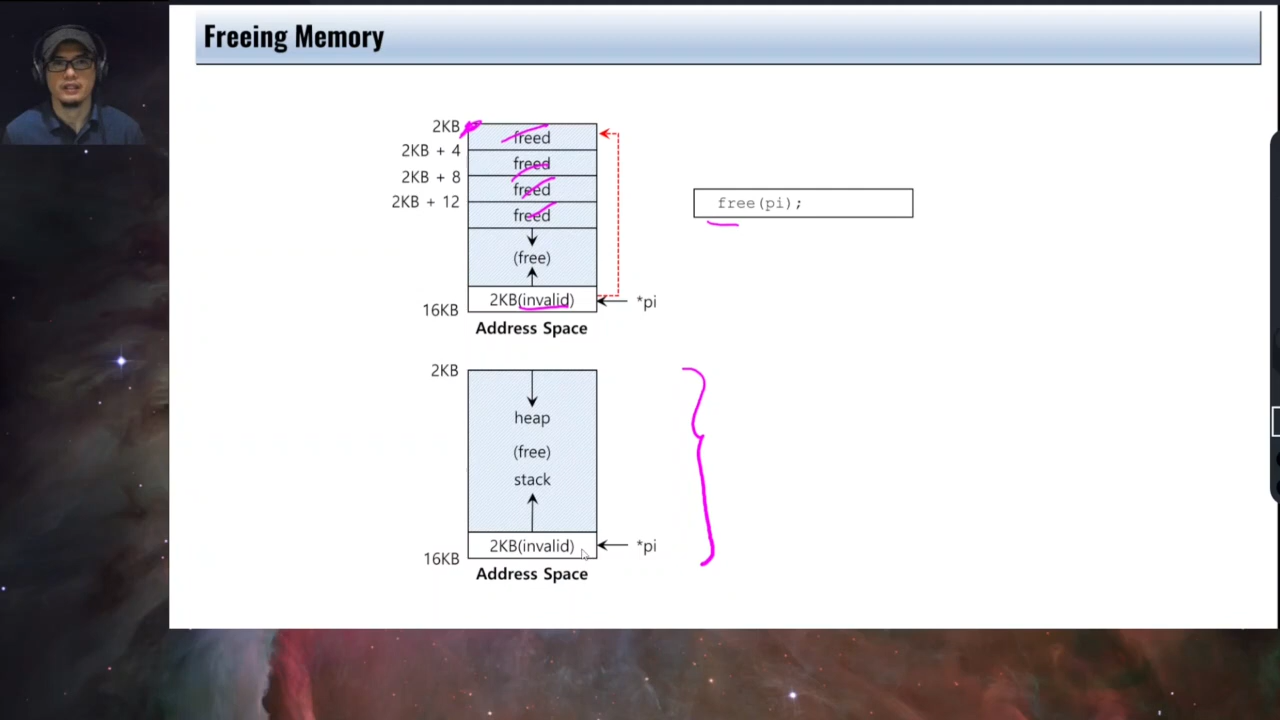 Freeing Memory
2KB
freed
2KB + 4
freed
2KB + 8
freed
2KB + 12
freed
(free)
2KB(invalid)
*pi
16KB
Address Space
free(pi);
2KB
heap
(free)
stack
2KB(invalid)
*pi
16KB
Address Space